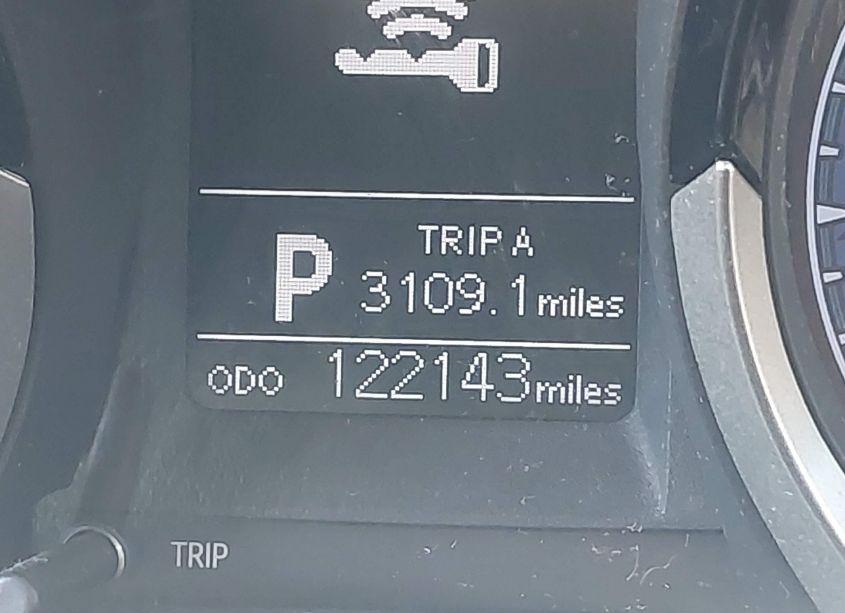 TRIP A
P 3109.1 miles
ODO 122143 miles
TRIP